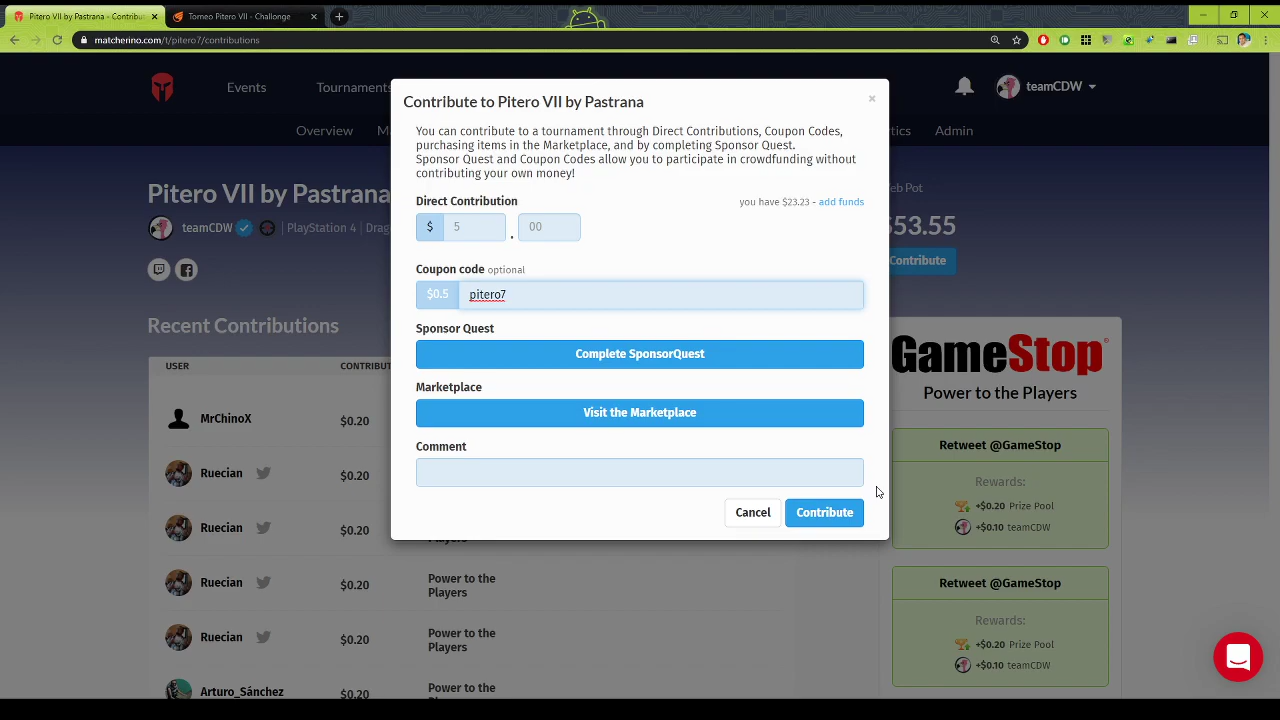 Pitero VII by Pastrana - Contribut
Torneo Pitero VII - Challonge
matcherino.com/t/pitero7/contributions
Events
Tournaments
teamCDW
Overview
Admin
Contribute to Pitero VII by Pastrana
You can contribute to a tournament through Direct Contributions, Coupon Codes,
purchasing items in the Marketplace, and by completing Sponsor Quest.
Sponsor Quest and Coupon Codes allow you to participate in crowdfunding without
contributing your own money!
Direct Contribution
you have $23.23 - add funds
$ 5 . 00
Coupon code optional
$0.5 pitero7
Sponsor Quest
Complete SponsorQuest
Marketplace
Visit the Marketplace
Comment
Cancel
Contribute
Pitero VII by Pastrana
teamCDW
PlayStation 4
Recent Contributions
USER
MrChinoX $0.20
Ruecian $0.20
Ruecian $0.20
Ruecian $0.20
Power to the
Players
Ruecian $0.20
Power to the
Players
Arturo_Sánchez $0.20
Power to the
53.55
Contribute
GameStop
Power to the Players
Retweet @GameStop
Rewards:
+$0.20 Prize Pool
+$0.10 teamCDW
Retweet @GameStop
Rewards:
+$0.20 Prize Pool
+$0.10 teamCDW